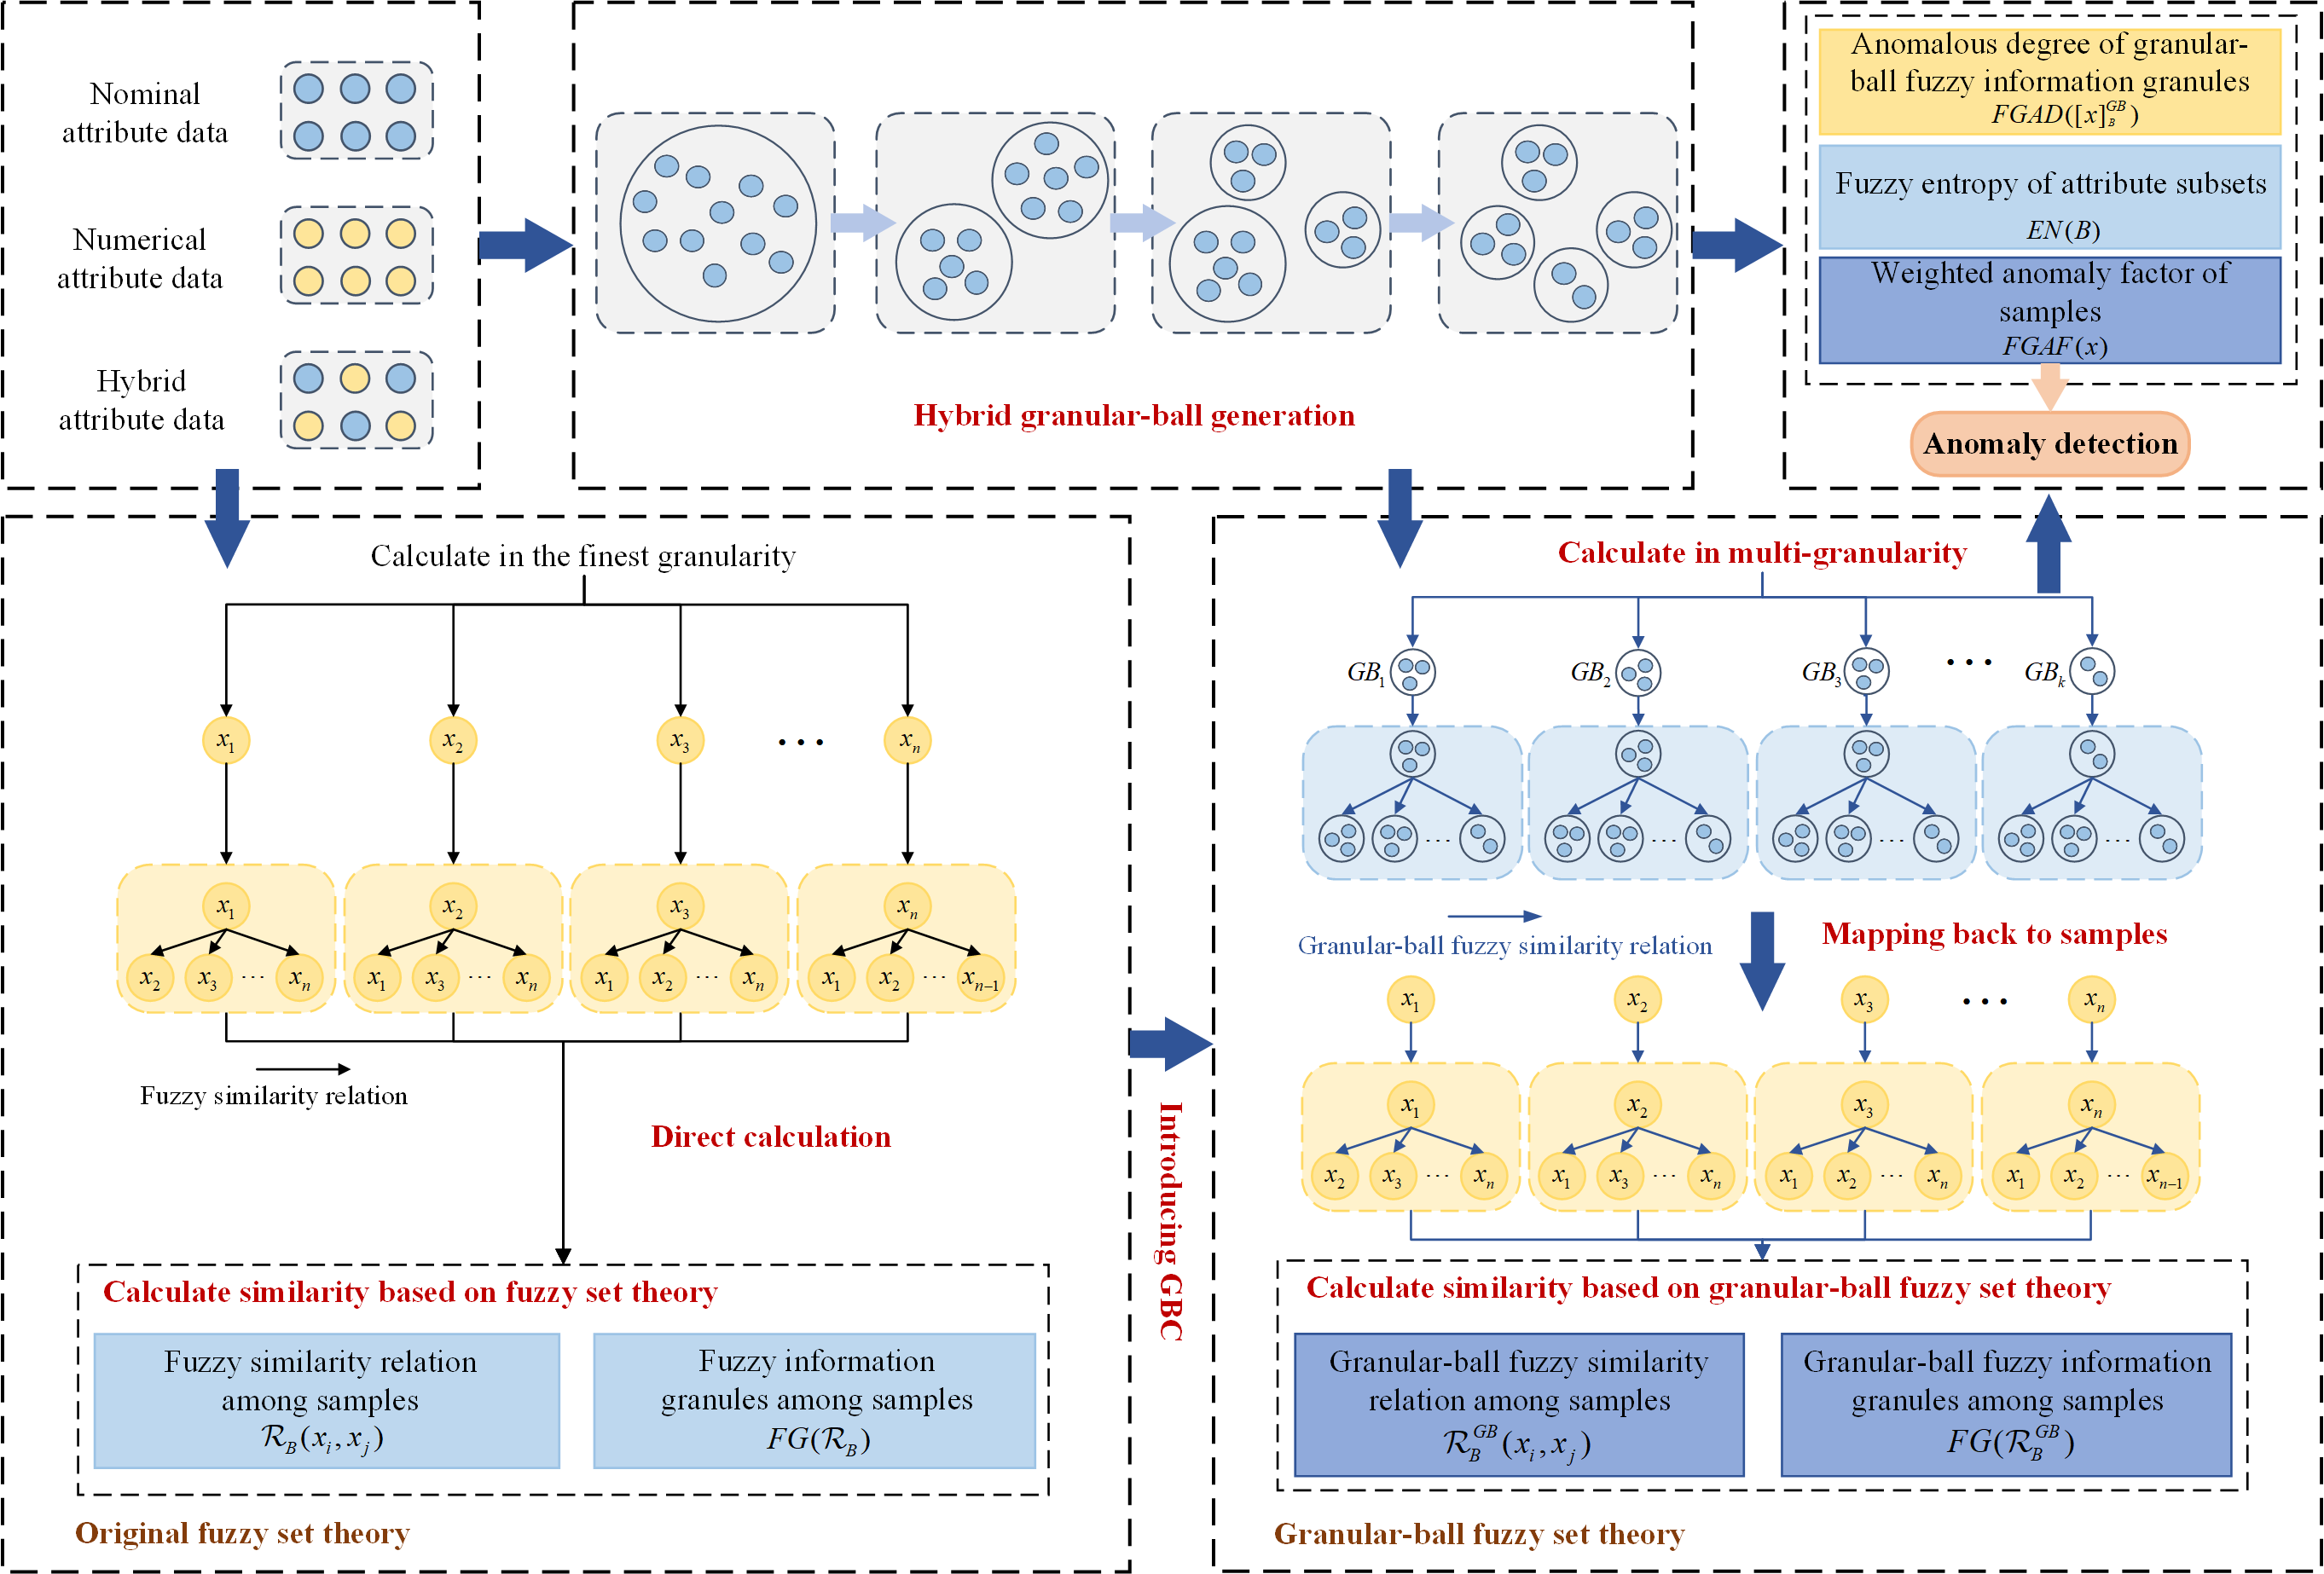 Nominal
attribute data
Numerical
attribute data
Hybrid
attribute data
Hybrid granular-ball generation
Anomalous degree of granular-
ball fuzzy information granules
FGAD([x]_B^{GB})
Fuzzy entropy of attribute subsets
EN(B)
Weighted anomaly factor of
samples
FGAF(x)
Anomaly detection
Calculate in the finest granularity
x_1 x_2 x_3 ··· x_n
x_1 x_2 x_3 x_n
x_2 x_3 ··· x_n x_1 x_3 ··· x_n x_1 x_2 ··· x_n x_1 x_2 ··· x_{n-1}
Fuzzy similarity relation
Direct calculation
Calculate similarity based on fuzzy set theory
Fuzzy similarity relation
among samples
ℛ_B(x_i, x_j)
Fuzzy information
granules among samples
FG(ℛ_B)
Original fuzzy set theory
Introducing GBC
Calculate in multi-granularity
GB_1 GB_2 GB_3 ··· GB_k
··· ··· ··· ···
Granular-ball fuzzy similarity relation
Mapping back to samples
x_1 x_2 x_3 ··· x_n
x_1 x_2 x_3 x_n
x_2 x_3 ··· x_n x_1 x_3 ··· x_n x_1 x_2 ··· x_n x_1 x_2 ··· x_{n-1}
Calculate similarity based on granular-ball fuzzy set theory
Granular-ball fuzzy similarity
relation among samples
ℛ_B^{GB}(x_i, x_j)
Granular-ball fuzzy information
granules among samples
FG(ℛ_B^{GB})
Granular-ball fuzzy set theory